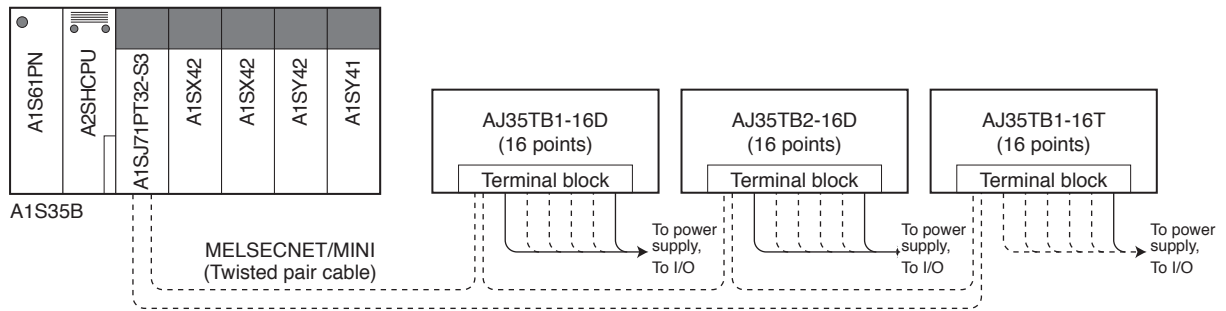 A1S61PN
A2SHCPU
A1SJ71PT32-S3
A1SX42
A1SX42
A1SY42
A1SY41
A1S35B
MELSECNET/MINI
(Twisted pair cable)
AJ35TB1-16D
(16 points)
Terminal block
To power
supply,
To I/O
AJ35TB2-16D
(16 points)
Terminal block
To power
supply,
To I/O
AJ35TB1-16T
(16 points)
Terminal block
To power
supply,
To I/O